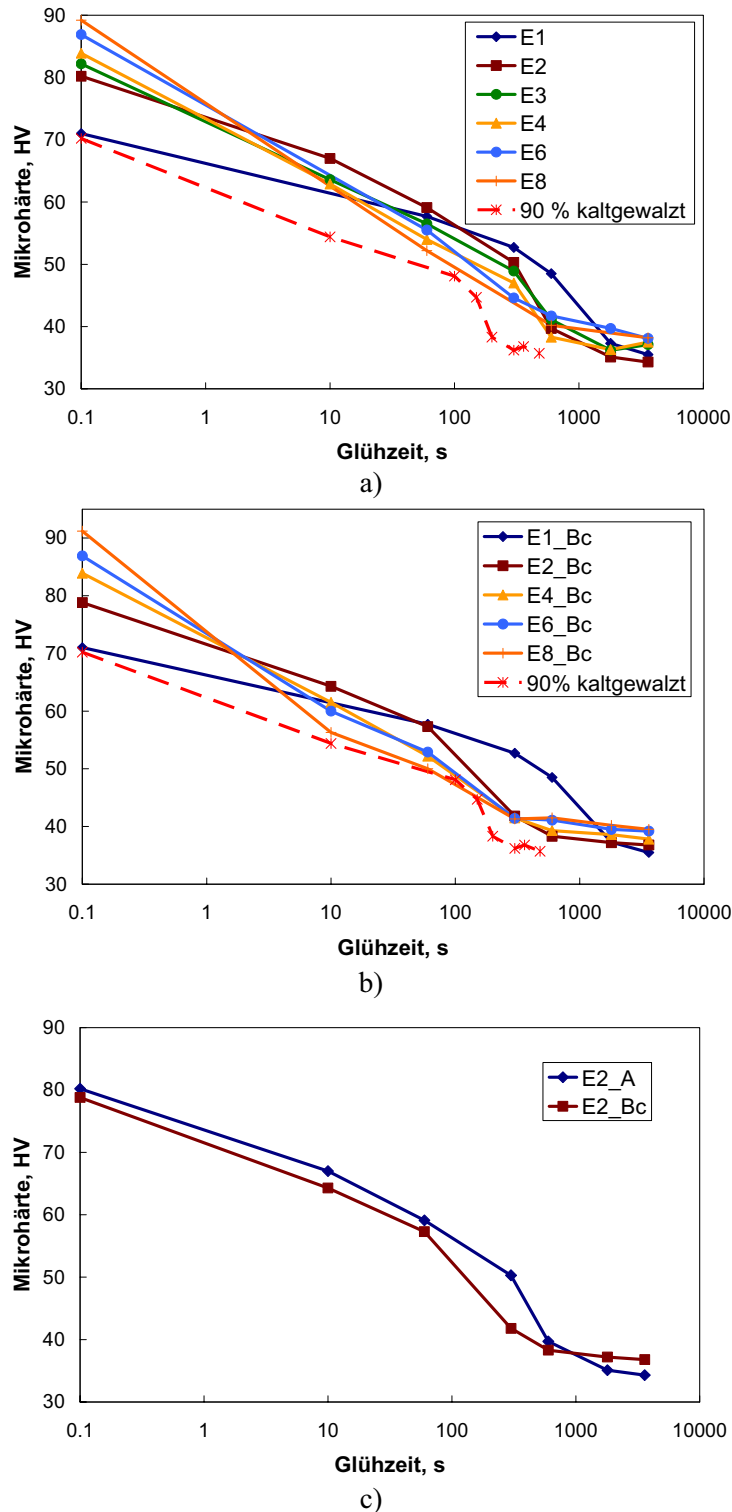 90
80
70
60
50
40
30
Mikrohärte, HV
E1
E2
E3
E4
E6
E8
90 % kaltgewalzt
0.1 1 10 100 1000 10000
Glühzeit, s
a)
90
80
70
60
50
40
30
Mikrohärte, HV
E1_Bc
E2_Bc
E4_Bc
E6_Bc
E8_Bc
90% kaltgewalzt
0.1 1 10 100 1000 10000
Glühzeit, s
b)
90
80
70
60
50
40
30
Mikrohärte, HV
E2_A
E2_Bc
0.1 1 10 100 1000 10000
Glühzeit, s
c)